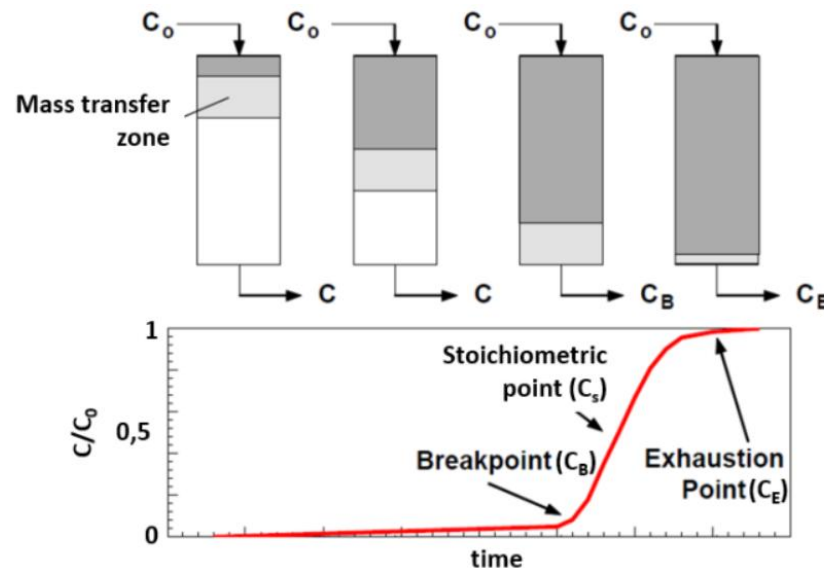 Co Co Co Co
Mass transfer
zone
C C CB CE
1
Stoichiometric
point (Cs)
C/C0
0,5
Breakpoint (CB)
Exhaustion
Point (CE)
0
time